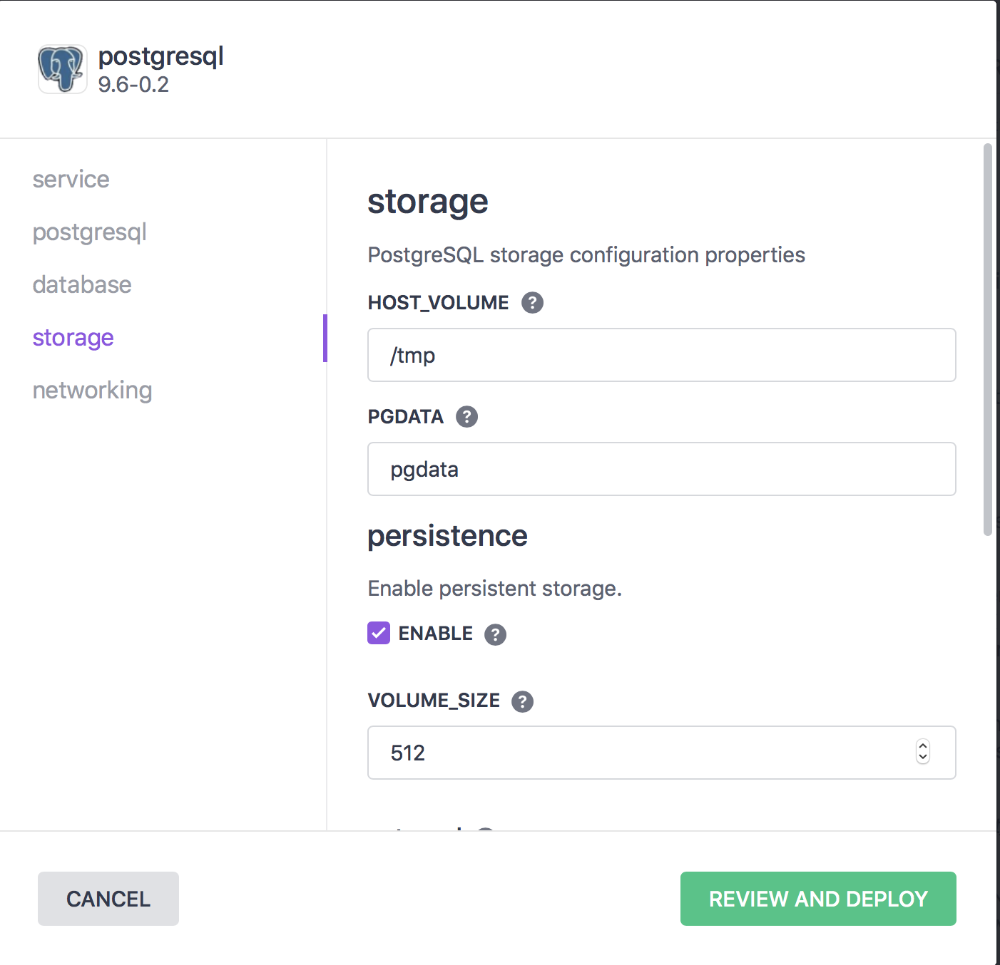 postgresql
9.6-0.2
service
postgresql
database
storage
networking
storage
PostgreSQL storage configuration properties
HOST_VOLUME ?
/tmp
PGDATA ?
pgdata
persistence
Enable persistent storage.
ENABLE ?
VOLUME_SIZE ?
512
CANCEL
REVIEW AND DEPLOY